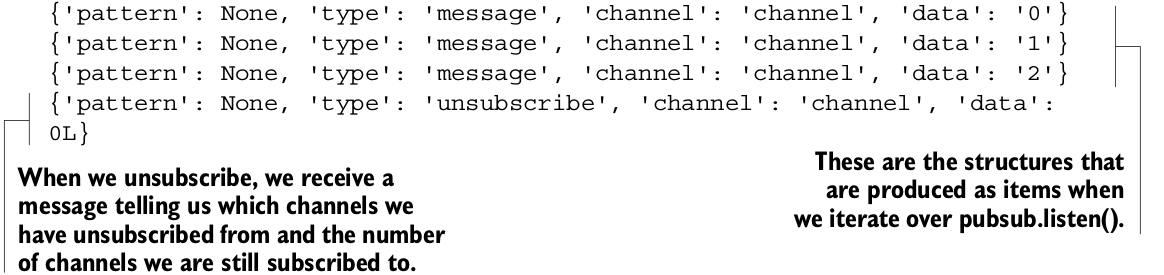 {'pattern': None, 'type': 'message', 'channel': 'channel', 'data': '0'}
{'pattern': None, 'type': 'message', 'channel': 'channel', 'data': '1'}
{'pattern': None, 'type': 'message', 'channel': 'channel', 'data': '2'}
{'pattern': None, 'type': 'unsubscribe', 'channel': 'channel', 'data':
0L}
When we unsubscribe, we receive a
message telling us which channels we
have unsubscribed from and the number
of channels we are still subscribed to.
These are the structures that
are produced as items when
we iterate over pubsub.listen().